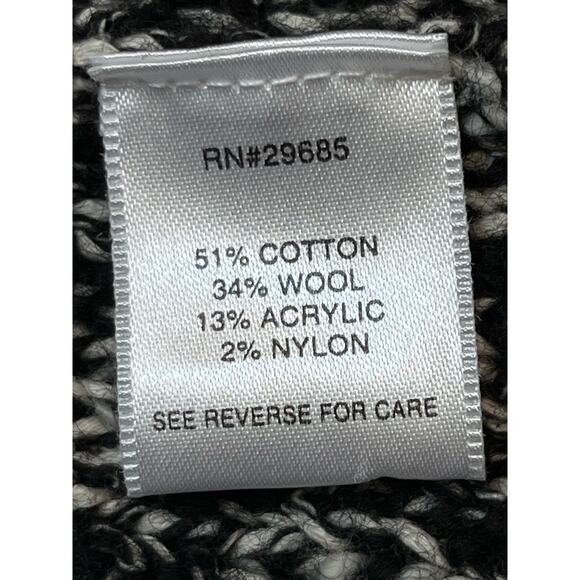 RN#29685
51% COTTON
34% WOOL
13% ACRYLIC
2% NYLON
SEE REVERSE FOR CARE